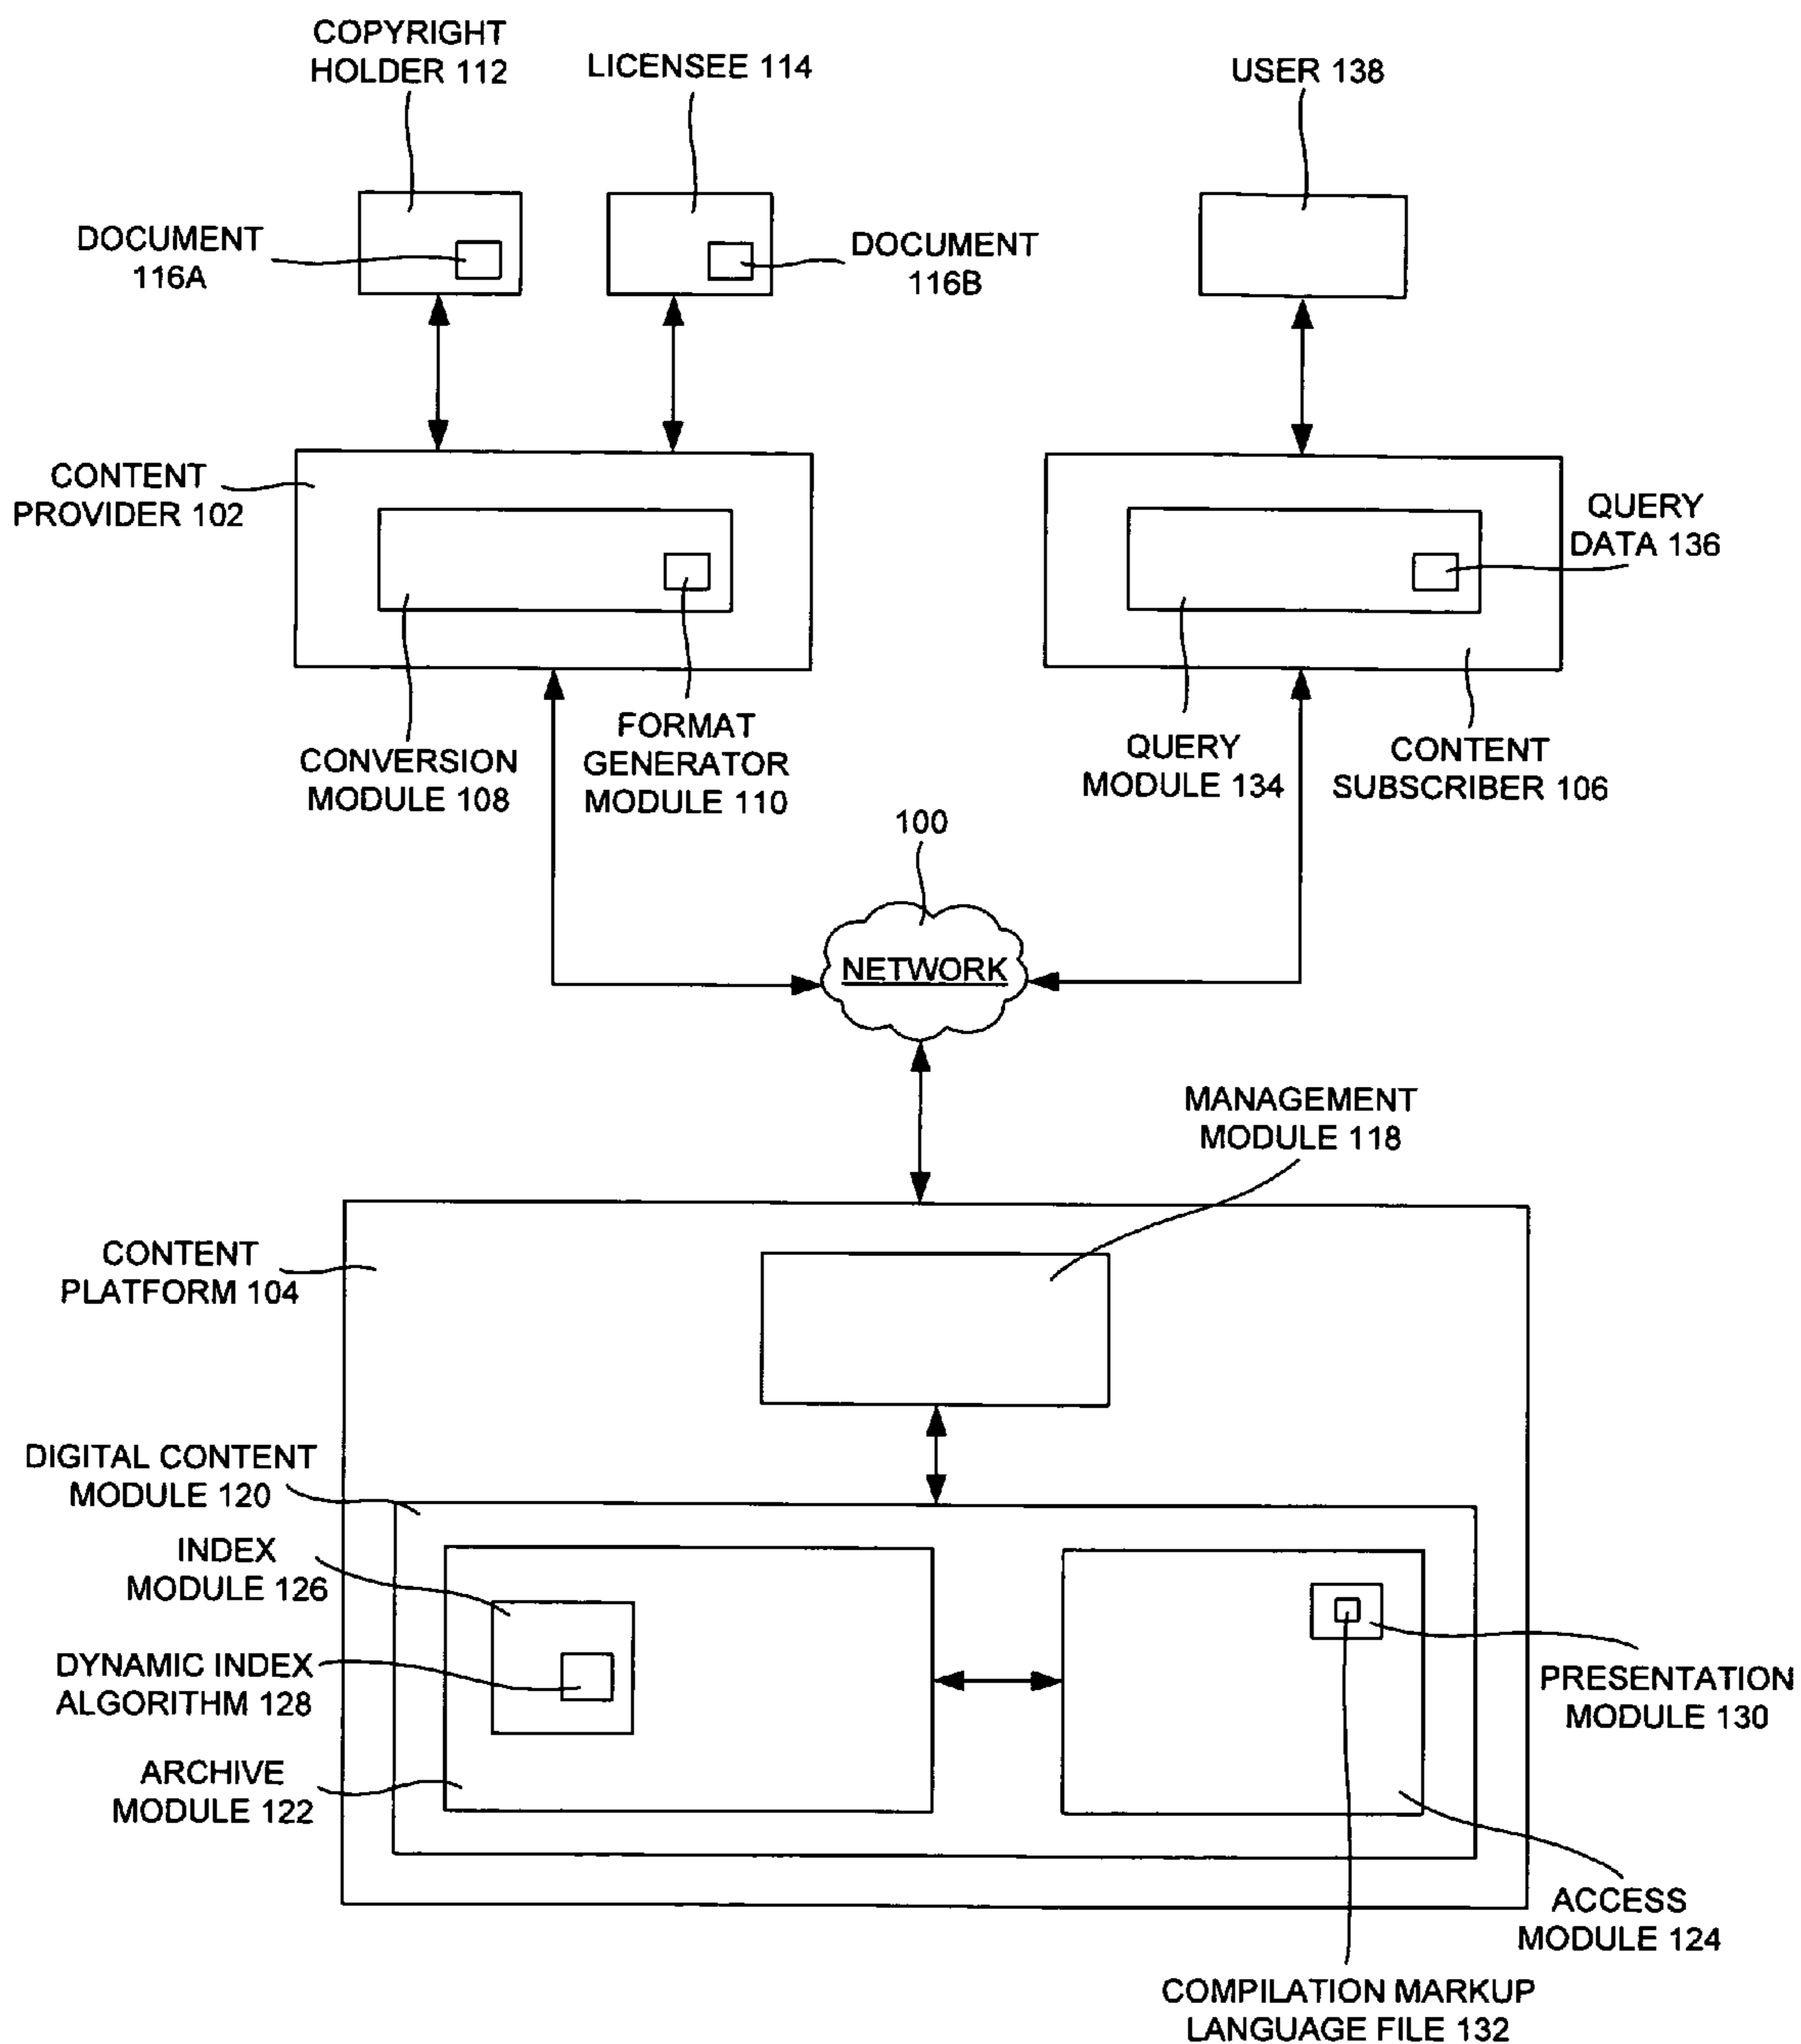 COPYRIGHT
HOLDER 112
LICENSEE 114
USER 138
DOCUMENT
116A
DOCUMENT
116B
CONTENT
PROVIDER 102
QUERY
DATA 136
CONVERSION
MODULE 108
FORMAT
GENERATOR
MODULE 110
QUERY
MODULE 134
CONTENT
SUBSCRIBER 106
100
NETWORK
MANAGEMENT
MODULE 118
CONTENT
PLATFORM 104
DIGITAL CONTENT
MODULE 120
INDEX
MODULE 126
DYNAMIC INDEX
ALGORITHM 128
PRESENTATION
MODULE 130
ARCHIVE
MODULE 122
ACCESS
MODULE 124
COMPILATION MARKUP
LANGUAGE FILE 132